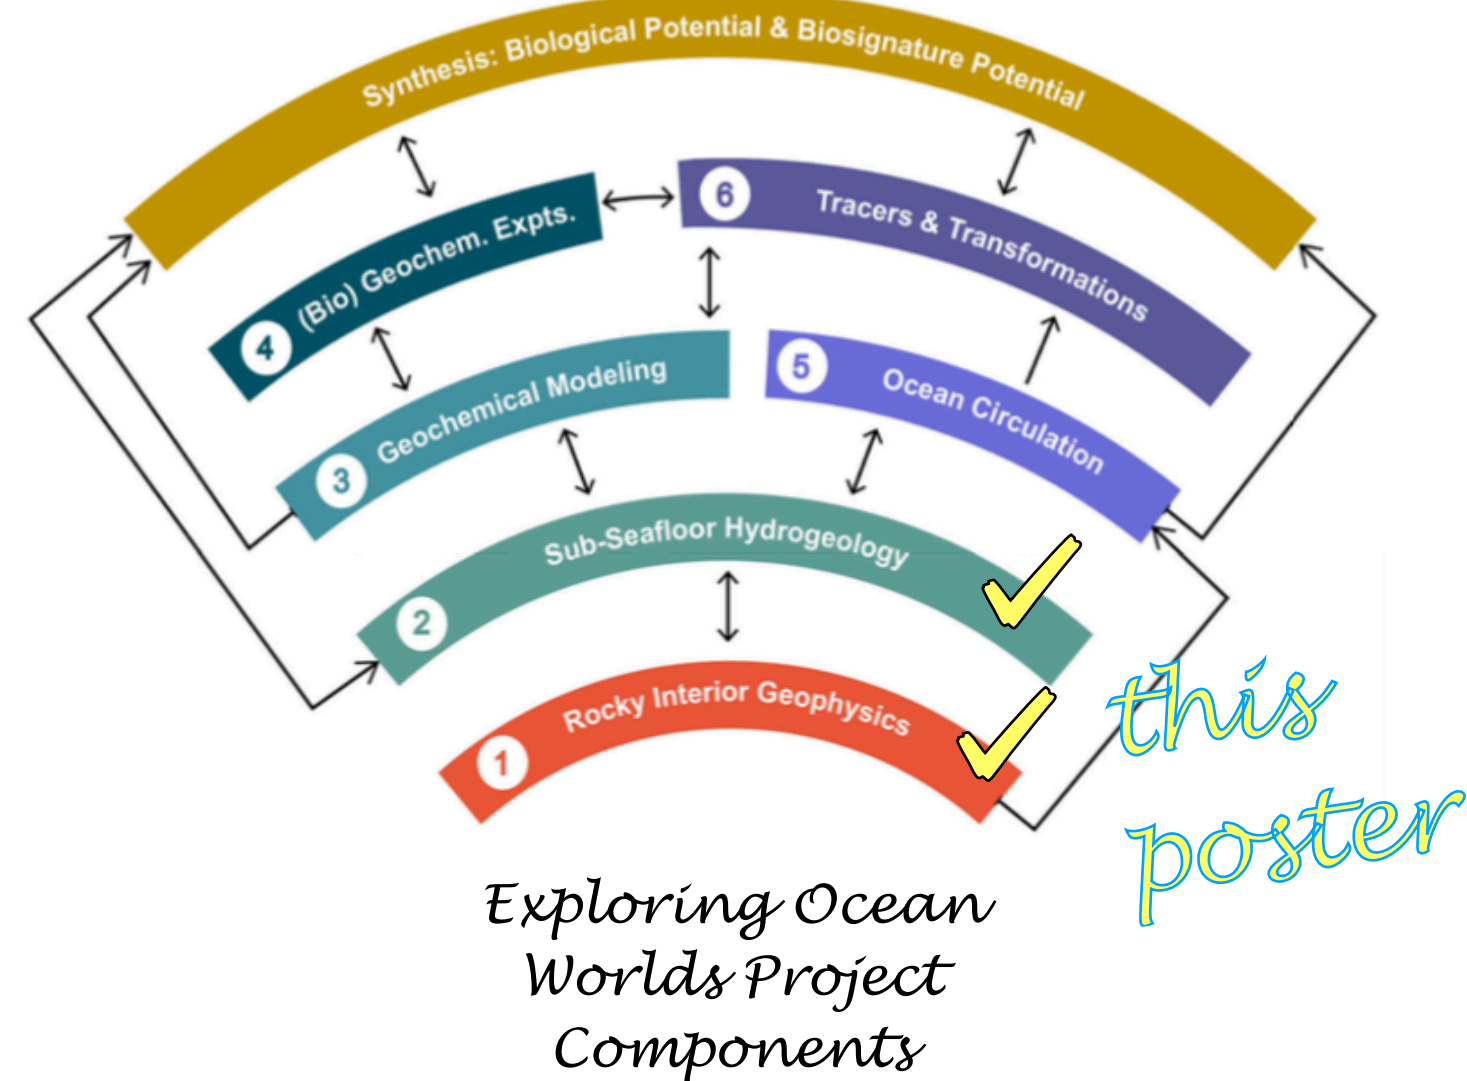 Synthesis: Biological Potential & Biosignature Potential
4 (Bio) Geochem. Expts.
6 Tracers & Transformations
3 Geochemical Modeling
5 Ocean Circulation
2 Sub-Seafloor Hydrogeology
1 Rocky Interior Geophysics
this
poster
Exploring Ocean
Worlds Project
Components